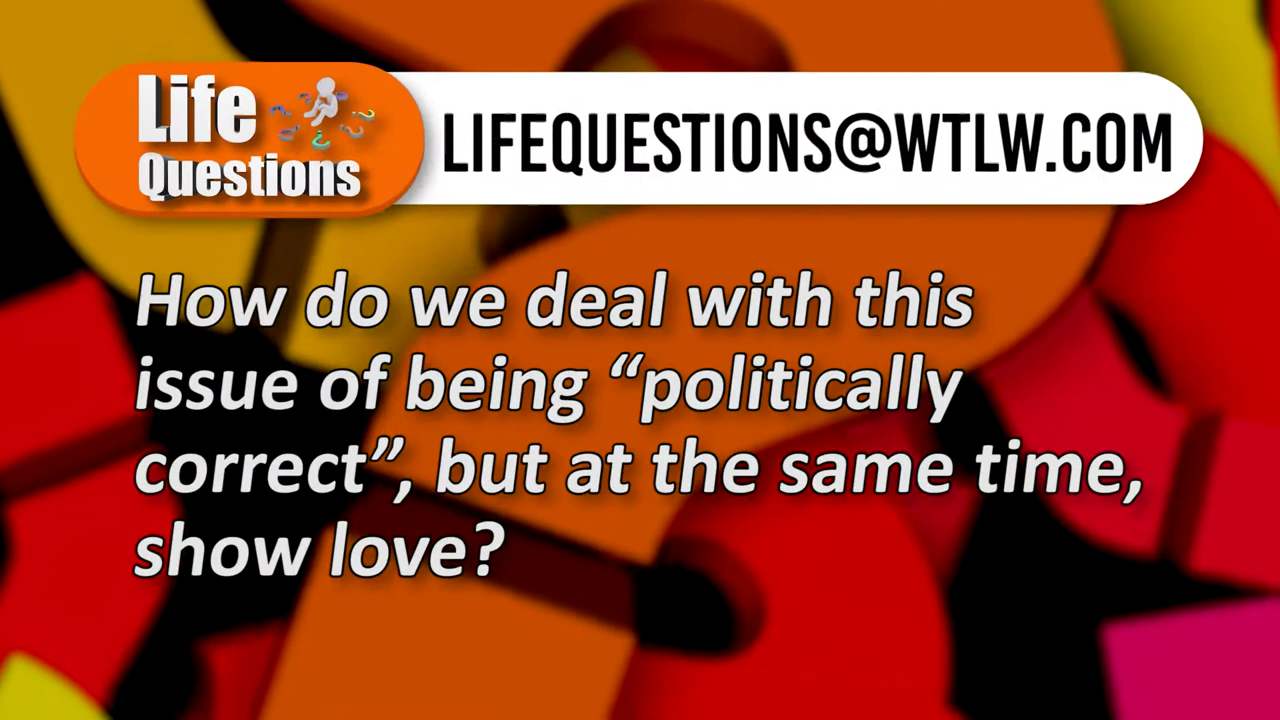 Life
Questions
LIFEQUESTIONS@WTLW.COM
How do we deal with this
issue of being “politically
correct”, but at the same time,
show love?